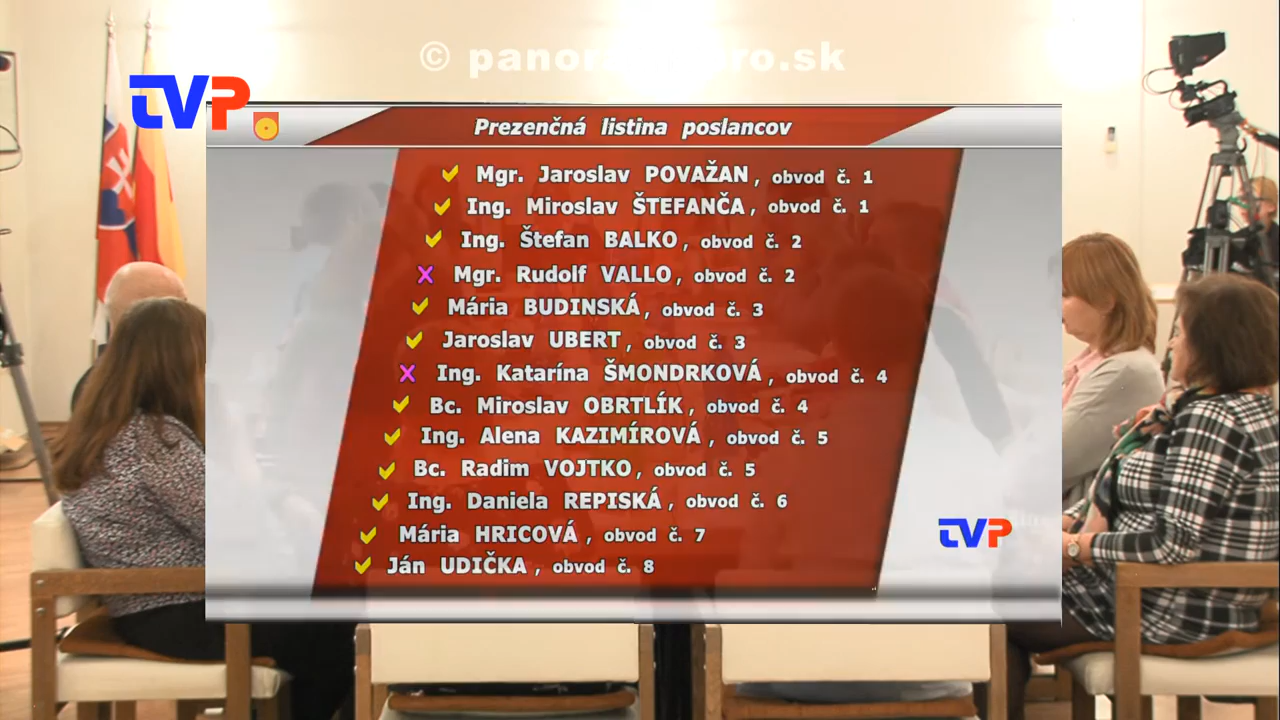 © panora
ro.sk
TVP
Prezenčná listina poslancov
Mgr. Jaroslav POVAŽAN, obvod č. 1
Ing. Miroslav ŠTEFANČA, obvod č. 1
Ing. Štefan BALKO, obvod č. 2
Mgr. Rudolf VALLO, obvod č. 2
Mária BUDINSKÁ, obvod č. 3
Jaroslav UBERT, obvod č. 3
Ing. Katarína ŠMONDRKOVÁ, obvod č. 4
Bc. Miroslav OBRTLÍK, obvod č. 4
Ing. Alena KAZIMÍROVÁ, obvod č. 5
Bc. Radim VOJTKO, obvod č. 5
Ing. Daniela REPISKÁ, obvod č. 6
Mária HRICOVÁ, obvod č. 7
Ján UDIČKA, obvod č. 8
TVP